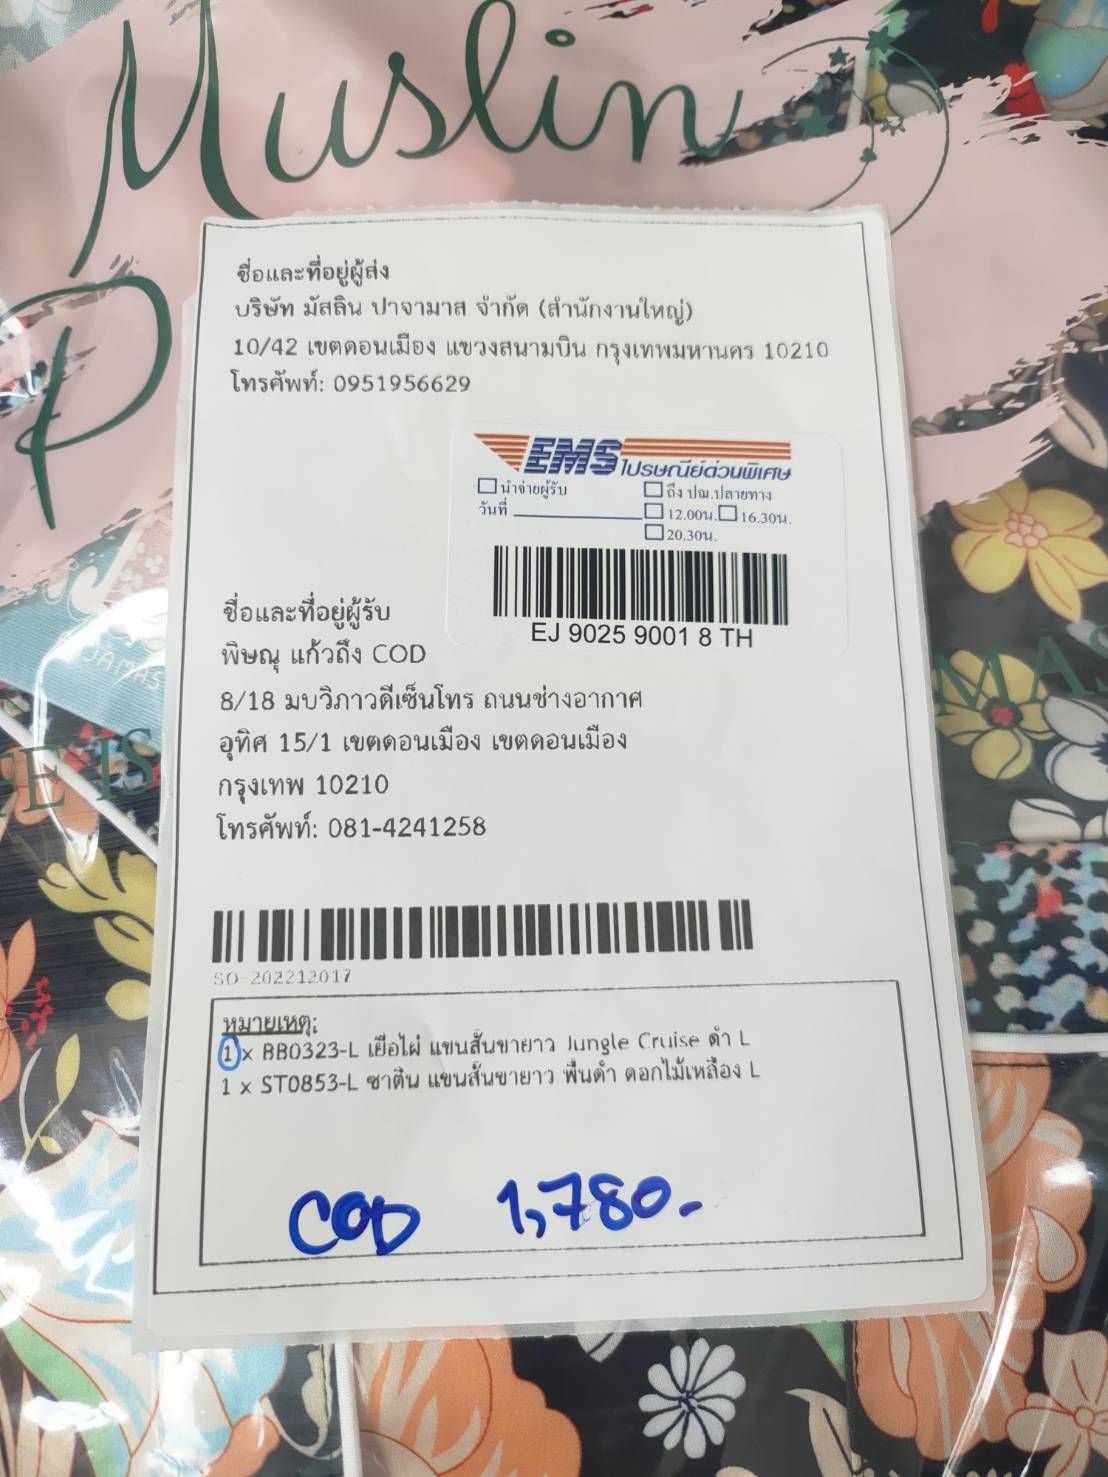 Muslin
P
ชื่อและที่อยู่ผู้ส่ง
บริษัท มัสลิน ปาจามาส จำกัด (สำนักงานใหญ่)
10/42 เขตดอนเมือง แขวงสนามบิน กรุงเทพมหานคร 10210
โทรศัพท์: 0951956629
EMS ไปรษณีย์ด่วนพิเศษ
นำจ่ายผู้รับ ถึง ปณ.ปลายทาง
วันที่ 12.00น. 16.30น.
20.30น.
EJ 9025 9001 8 TH
ชื่อและที่อยู่ผู้รับ
พิษณุ แก้วถึง COD
8/18 มบวิภาวดีเซ็นโทร ถนนช่างอากาศ
อุทิศ 15/1 เขตดอนเมือง เขตดอนเมือง
กรุงเทพ 10210
โทรศัพท์: 081-4241258
SO-202212017
หมายเหตุ:
1 x BB0323-L เยื่อไผ่ แขนสั้นขายาว Jungle Cruise ดำ L
1 x ST0853-L ซาติน แขนสั้นขายาว พื้นดำ ดอกไม้เหลือง L
COD 1,780.-